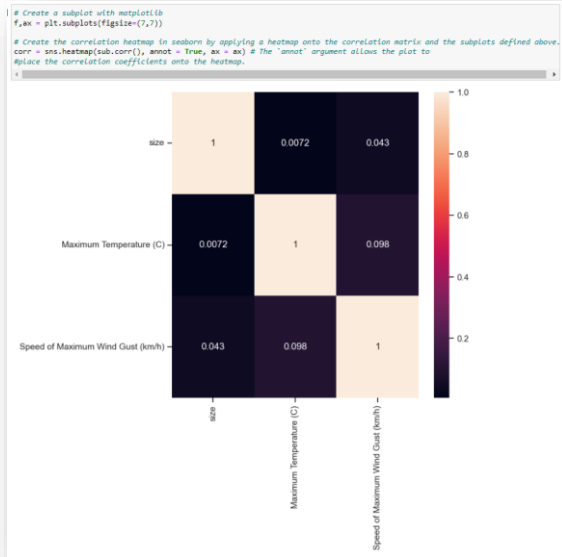 # Create a subplot with matplotlib
f,ax = plt.subplots(figsize=(7,7))
# Create the correlation heatmap in seaborn by applying a heatmap onto the correlation matrix and the subplots defined above.
corr = sns.heatmap(sub.corr(), annot = True, ax = ax) # The 'annot' argument allows the plot to
#place the correlation coefficients onto the heatmap.
1.0
size
1 0.0072 0.043
0.8
0.6
Maximum Temperature (C)
0.0072 1 0.098
0.4
0.2
Speed of Maximum Wind Gust (km/h)
0.043 0.098 1
size
Maximum Temperature (C)
Speed of Maximum Wind Gust (km/h)